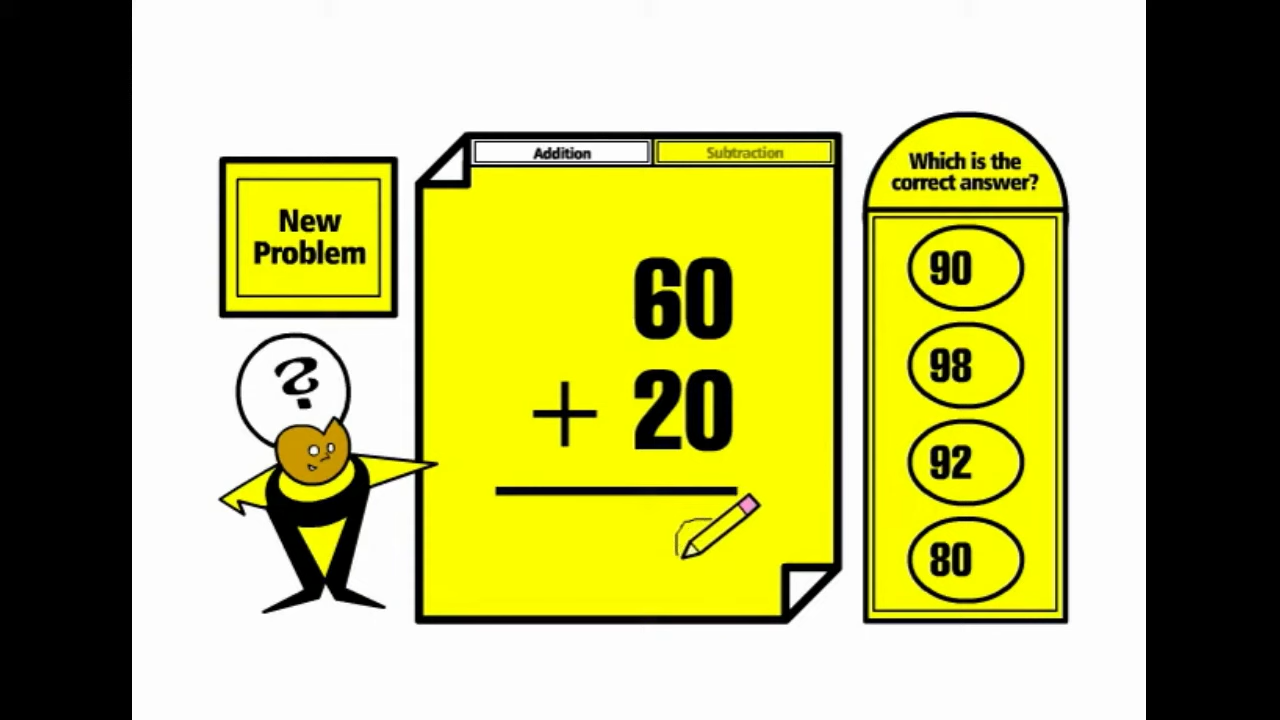 Addition
Subtraction
New
Problem
?
60
+ 20
Which is the
correct answer?
90
98
92
80